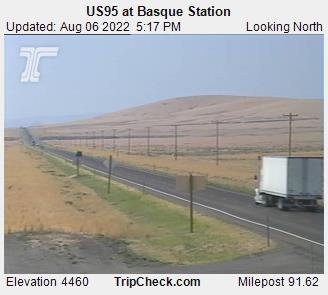 US95 at Basque Station
Updated: Aug 06 2022  5:17 PM Looking North
Elevation 4460 TripCheck.com Milepost 91.62